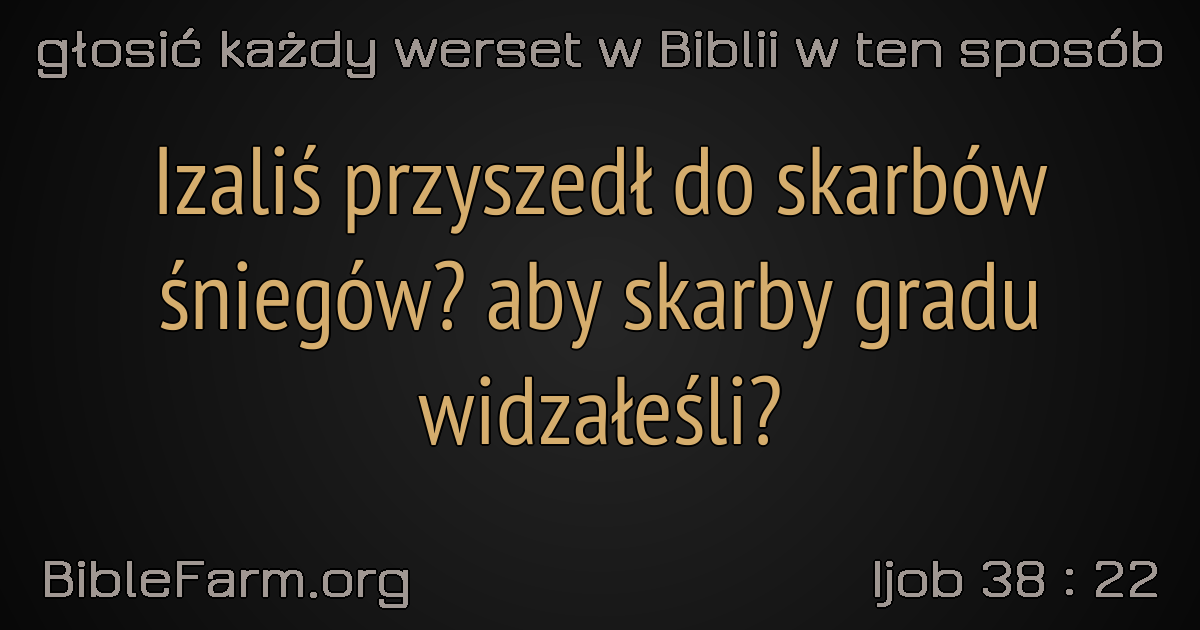 głosić każdy werset w Biblii w ten sposób
Izaliś przyszedł do skarbów
śniegów? aby skarby gradu
widzałeśli?
BibleFarm.org
Ijob 38 : 22